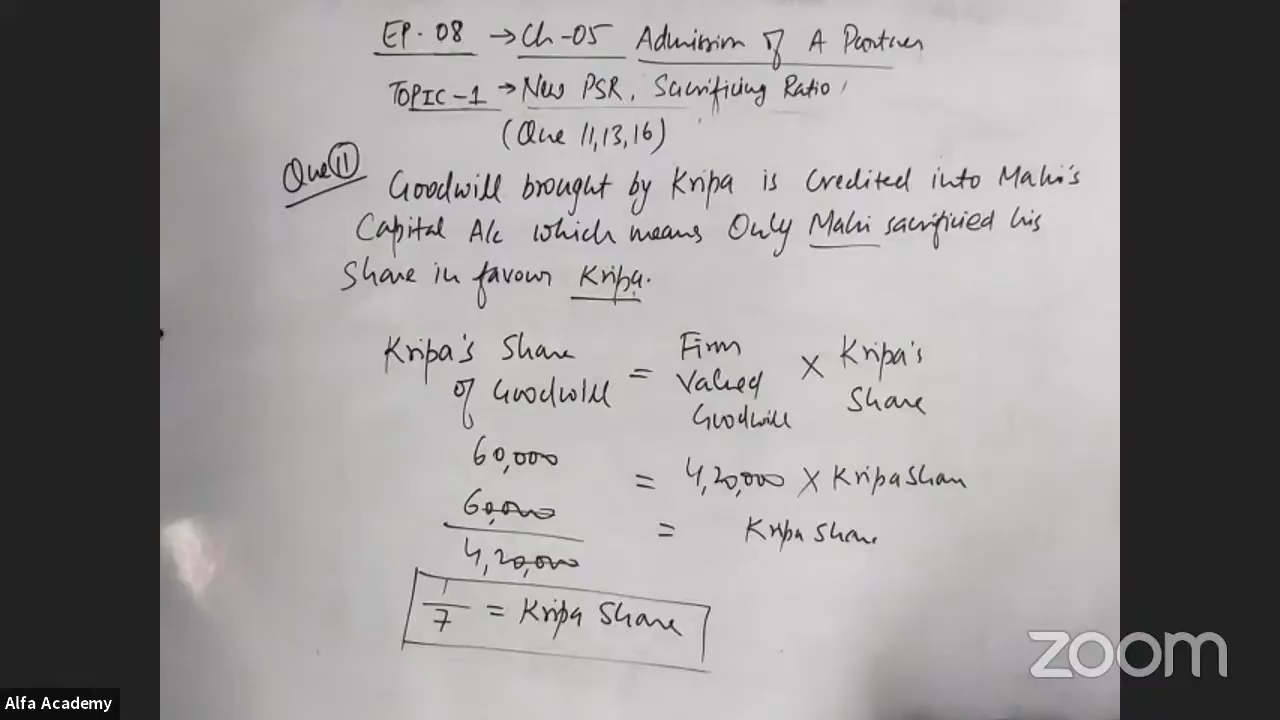 EP. 08 → Ch-05 Admission of A Partner
TOPIC-1 → New PSR, Sacrificing Ratio
(Que 11,13,16)
Que 11 Goodwill brought by Kripa is Credited into Mahi's
Capital A/c which means Only Mahi sacrificied his
Share in favour Kripa.
Kripa's Share of Goodwill = Firm Valued Goodwill × Kripa's Share
60,000 = 4,20,000 × Kripa Share
60,000 / 4,20,000 = Kripa Share
1/7 = Kripa Share
zoom
Alfa Academy